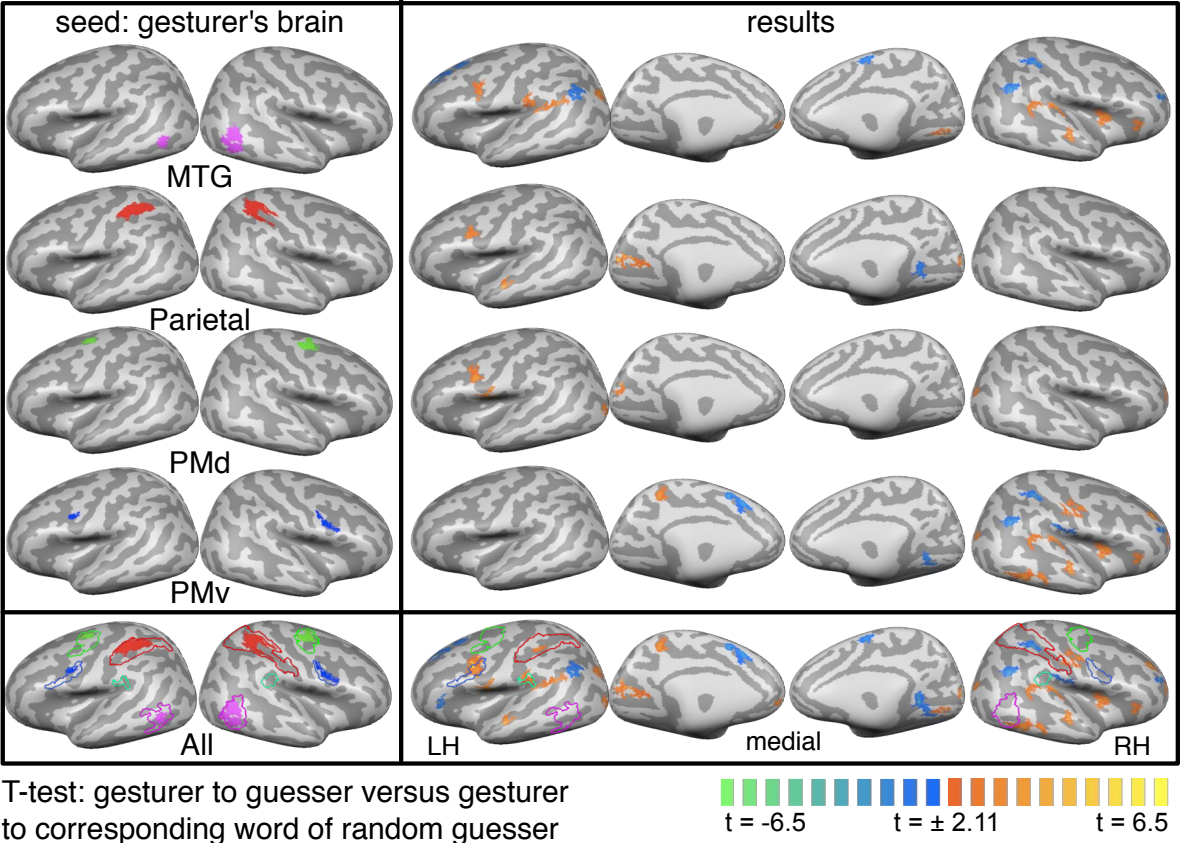 seed: gesturer's brain
results
MTG
Parietal
PMd
PMv
All
LH
medial
RH
T-test: gesturer to guesser versus gesturer
to corresponding word of random guesser
t = -6.5
t = ± 2.11
t = 6.5